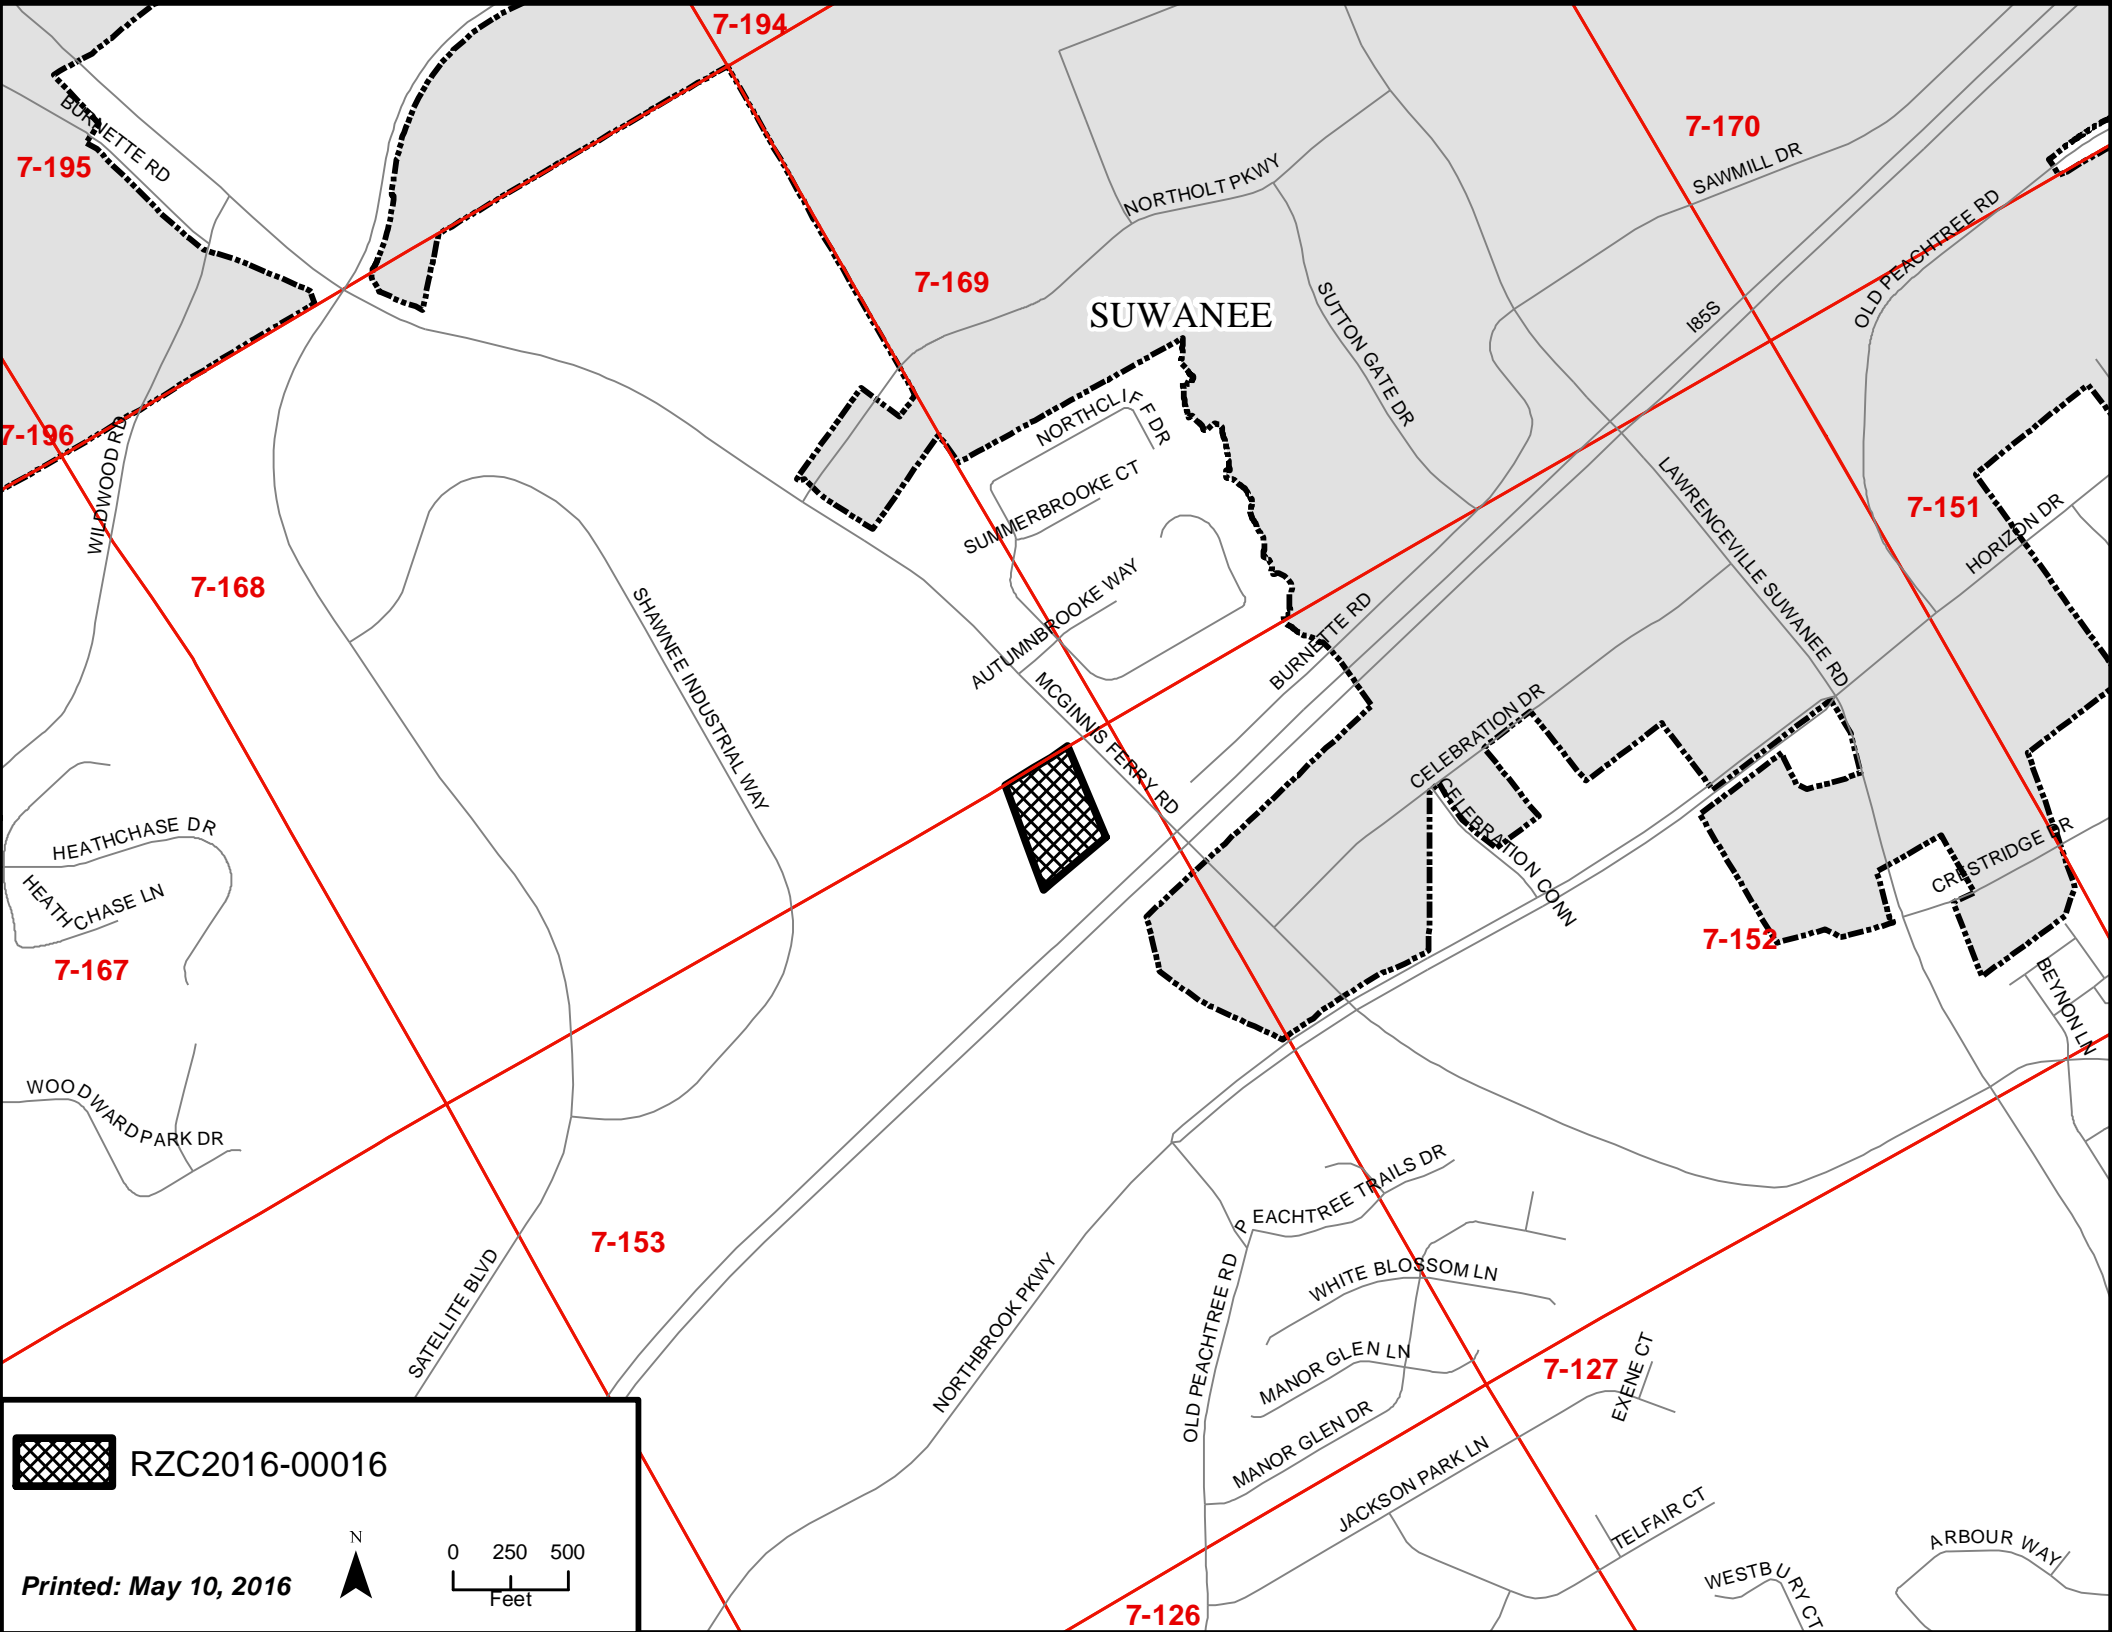 7-194
BURNETTE RD
7-195
7-170
SAWMILL DR
NORTHOLT PKWY
OLD PEACHTREE RD
7-169
SUWANEE
SUTTON GATE DR
I85S
7-196
WILDWOOD RD
NORTHCLIFF DR
SUMMERBROOKE CT
LAWRENCEVILLE SUWANEE RD
7-151
HORIZON DR
7-168
SHAWNEE INDUSTRIAL WAY
AUTUMNBROOKE WAY
BURNETTE RD
MCGINNIS FERRY RD
CELEBRATION DR
CELEBRATION CONN
HEATHCHASE DR
HEATHCHASE LN
CRESTRIDGE DR
7-152
7-167
BEYNON LN
WOODWARD PARK DR
PEACHTREE TRAILS DR
7-153
SATELLITE BLVD
NORTHBROOK PKWY
OLD PEACHTREE RD
WHITE BLOSSOM LN
MANOR GLEN LN
7-127
EXENE CT
MANOR GLEN DR
JACKSON PARK LN
TELFAIR CT
ARBOUR WAY
WESTBURY CT
7-126
RZC2016-00016
N
0 250 500
Feet
Printed: May 10, 2016